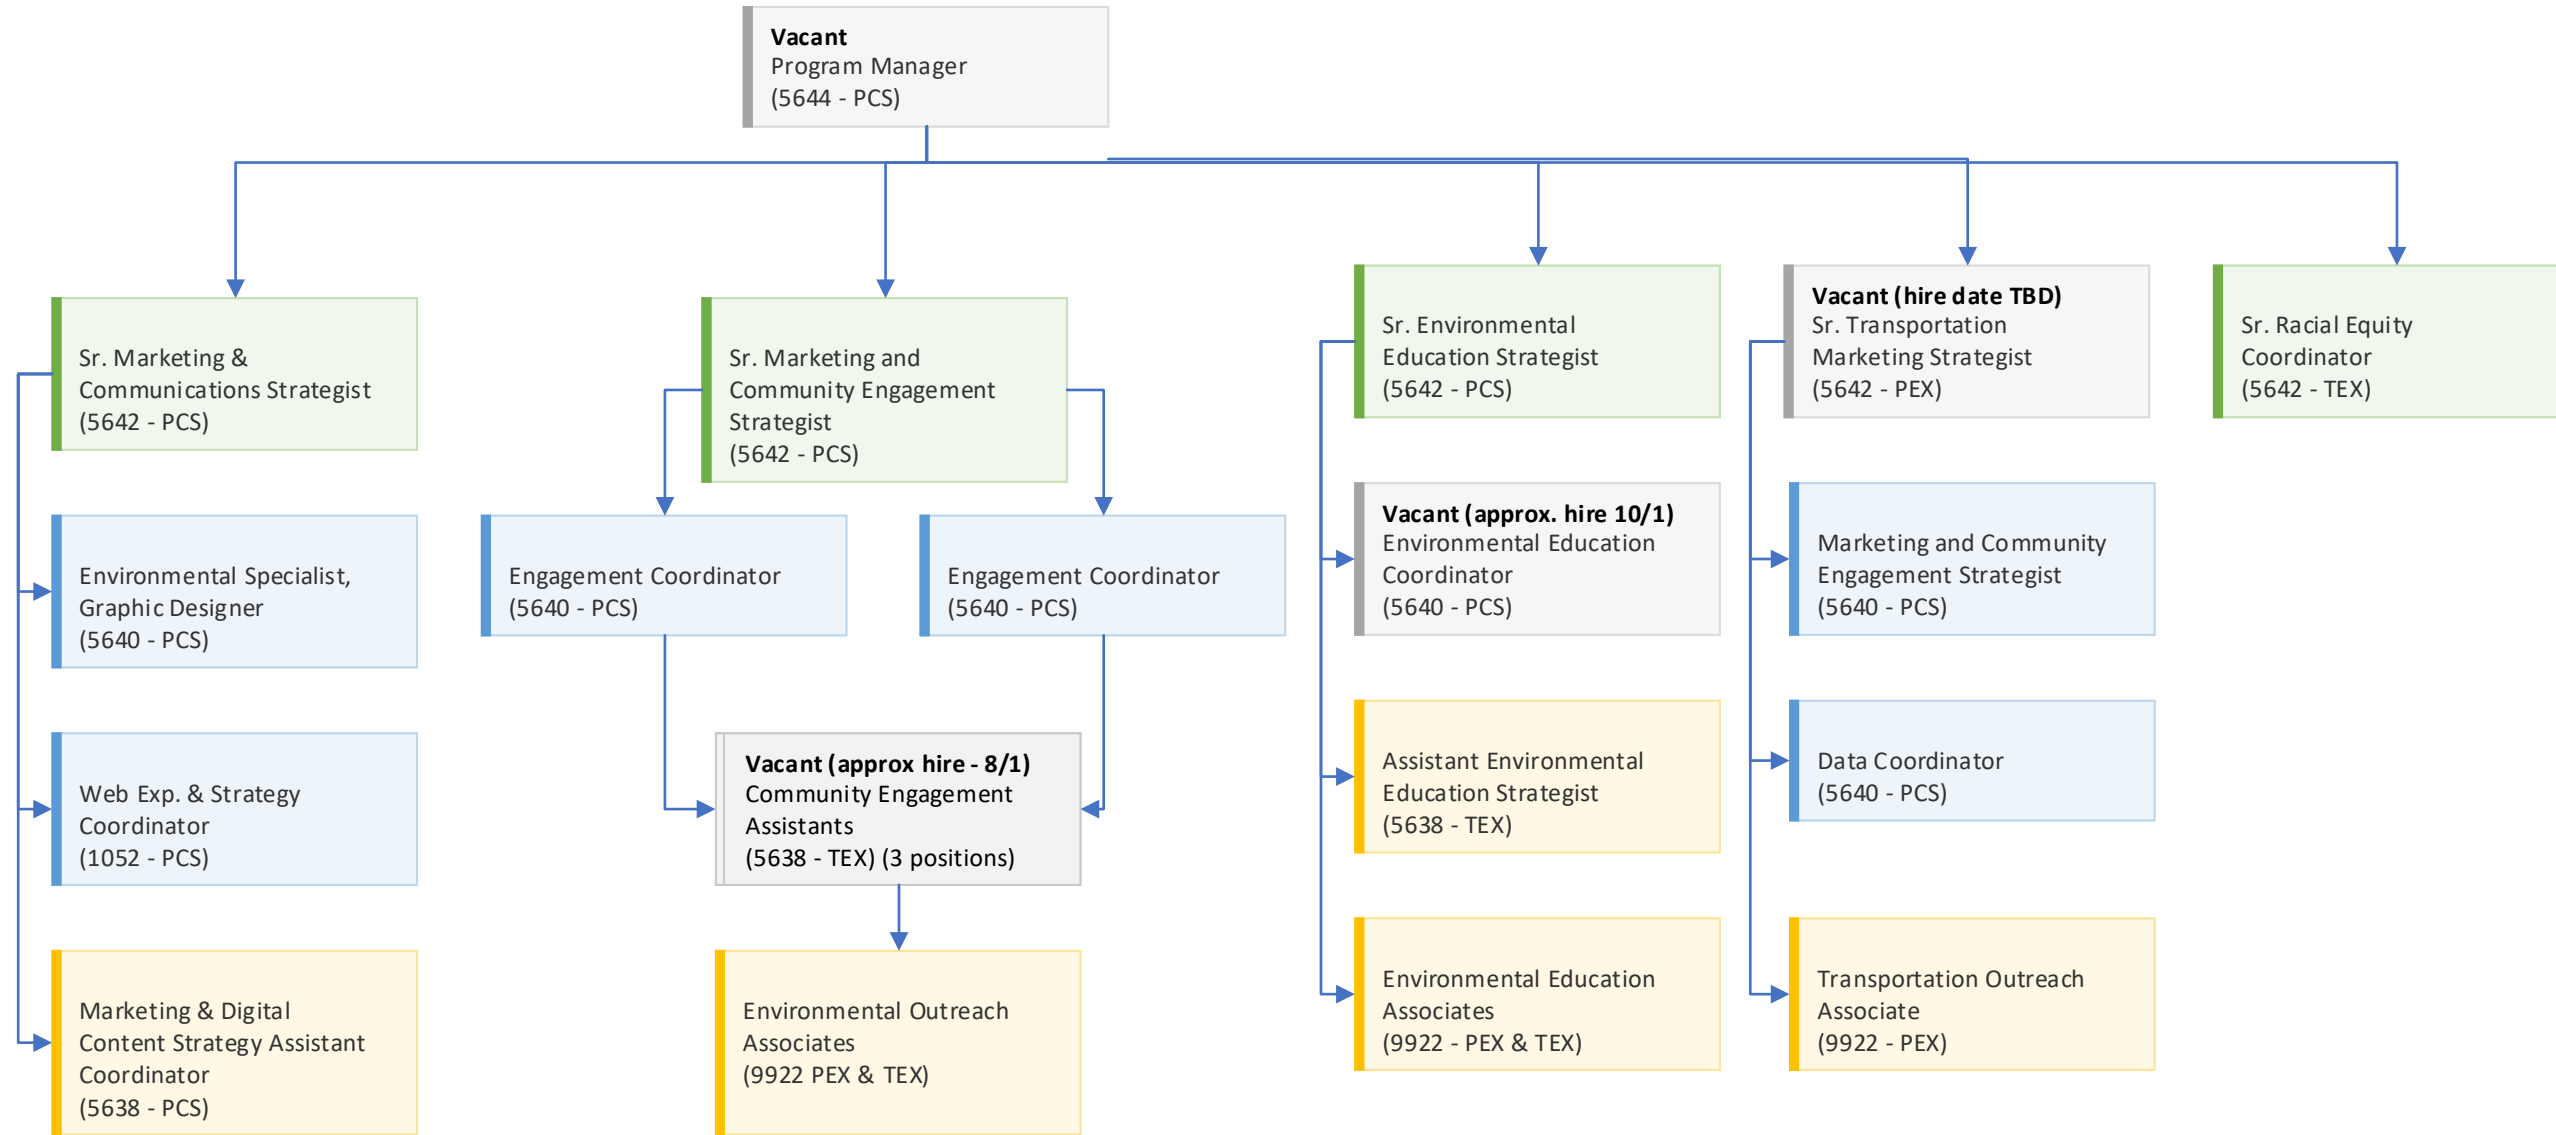 Vacant
Program Manager
(5644 - PCS)
Sr. Marketing &
Communications Strategist
(5642 - PCS)
Sr. Marketing and
Community Engagement
Strategist
(5642 - PCS)
Sr. Environmental
Education Strategist
(5642 - PCS)
Vacant (hire date TBD)
Sr. Transportation
Marketing Strategist
(5642 - PEX)
Sr. Racial Equity
Coordinator
(5642 - TEX)
Environmental Specialist,
Graphic Designer
(5640 - PCS)
Engagement Coordinator
(5640 - PCS)
Engagement Coordinator
(5640 - PCS)
Vacant (approx. hire 10/1)
Environmental Education
Coordinator
(5640 - PCS)
Marketing and Community
Engagement Strategist
(5640 - PCS)
Web Exp. & Strategy
Coordinator
(1052 - PCS)
Vacant (approx hire - 8/1)
Community Engagement
Assistants
(5638 - TEX) (3 positions)
Assistant Environmental
Education Strategist
(5638 - TEX)
Data Coordinator
(5640 - PCS)
Marketing & Digital
Content Strategy Assistant
Coordinator
(5638 - PCS)
Environmental Outreach
Associates
(9922 PEX & TEX)
Environmental Education
Associates
(9922 - PEX & TEX)
Transportation Outreach
Associate
(9922 - PEX)